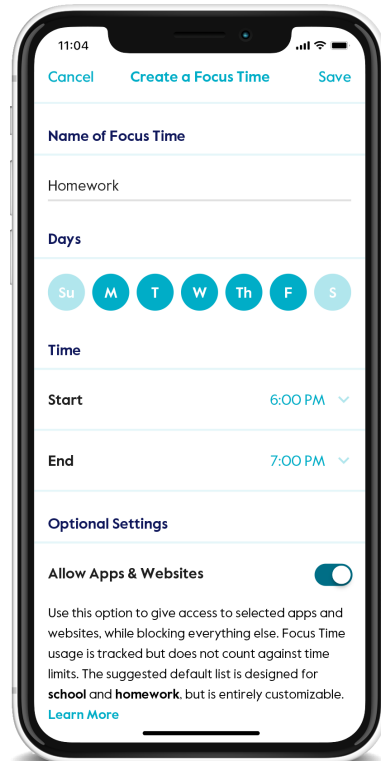 11:04
Cancel Create a Focus Time Save
Name of Focus Time
Homework
Days
Su M T W Th F S
Time
Start 6:00 PM
End 7:00 PM
Optional Settings
Allow Apps & Websites
Use this option to give access to selected apps and
websites, while blocking everything else. Focus Time
usage is tracked but does not count against time
limits. The suggested default list is designed for
school and homework, but is entirely customizable.
Learn More